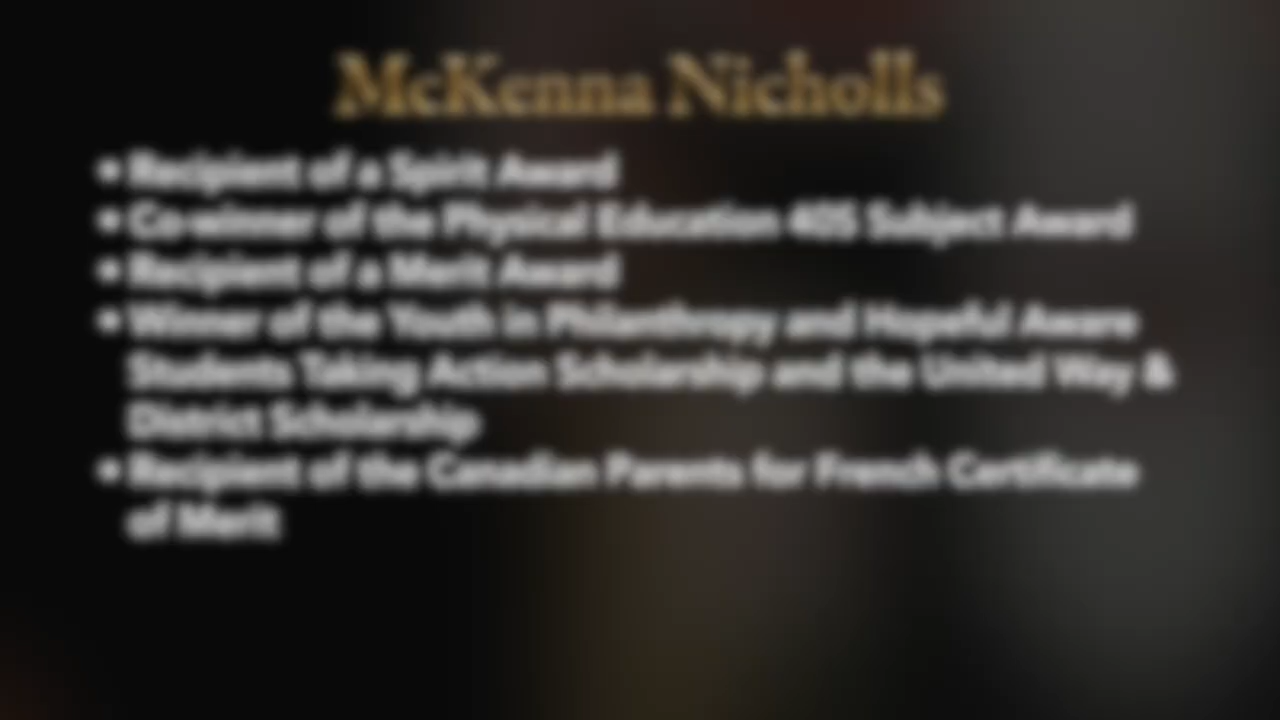 McKenna Nicholls
• Recipient of a Spirit Award
• Co-winner of the Physical Education 40S Subject Award
• Recipient of a Merit Award
• Winner of the Youth in Philanthropy and Hopeful Aware
Students Taking Action Scholarship and the United Way &
District Scholarship
• Recipient of the Canadian Parents for French Certificate
of Merit